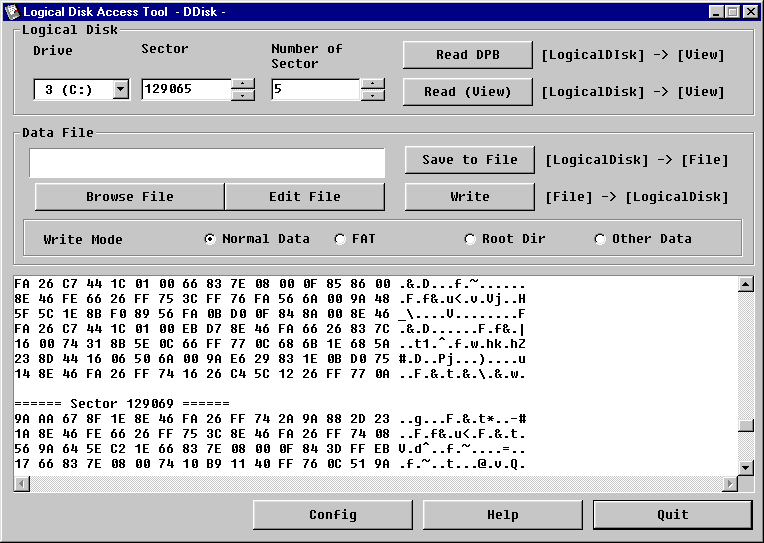 Logical Disk Access Tool - DDisk -
Logical Disk
Drive
Sector
Number of
Sector
Read DPB
[LogicalDIsk] -> [View]
3 (C:)
129065
5
Read (View)
[LogicalDisk] -> [View]
Data File
Save to File
[LogicalDisk] -> [File]
Browse File
Edit File
Write
[File] -> [LogicalDisk]
Write Mode
Normal Data
FAT
Root Dir
Other Data
FA 26 C7 44 1C 01 00 66 83 7E 08 00 0F 85 86 00 .&.D...f.~......
8E 46 FE 66 26 FF 75 3C FF 76 FA 56 6A 00 9A 48 .F.f&.u<.v.Vj..H
5F 5C 1E 8B F0 89 56 FA 0B D0 0F 84 8A 00 8E 46 _\....V........F
FA 26 C7 44 1C 01 00 EB D7 8E 46 FA 66 26 83 7C .&.D......F.f&.|
16 00 74 31 8B 5E 0C 66 FF 77 0C 68 6B 1E 68 5A ..t1.^.f.w.hk.hZ
23 8D 44 16 06 50 6A 00 9A E6 29 83 1E 0B D0 75 #.D..Pj...)....u
14 8E 46 FA 26 FF 74 16 26 C4 5C 12 26 FF 77 0A ..F.&.t.&.\.&.w.
====== Sector 129069 ======
9A AA 67 8F 1E 8E 46 FA 26 FF 74 2A 9A 88 2D 23 ..g...F.&.t*..-#
1A 8E 46 FE 66 26 FF 75 3C 8E 46 FA 26 FF 74 08 ..F.f&.u<.F.&.t.
56 9A 64 5E C2 1E 66 83 7E 08 00 0F 84 3D FF EB V.d^..f.~....=..
17 66 83 7E 08 00 74 10 B9 11 40 FF 76 0C 51 9A .f.~..t...@.v.Q.
Config
Help
Quit